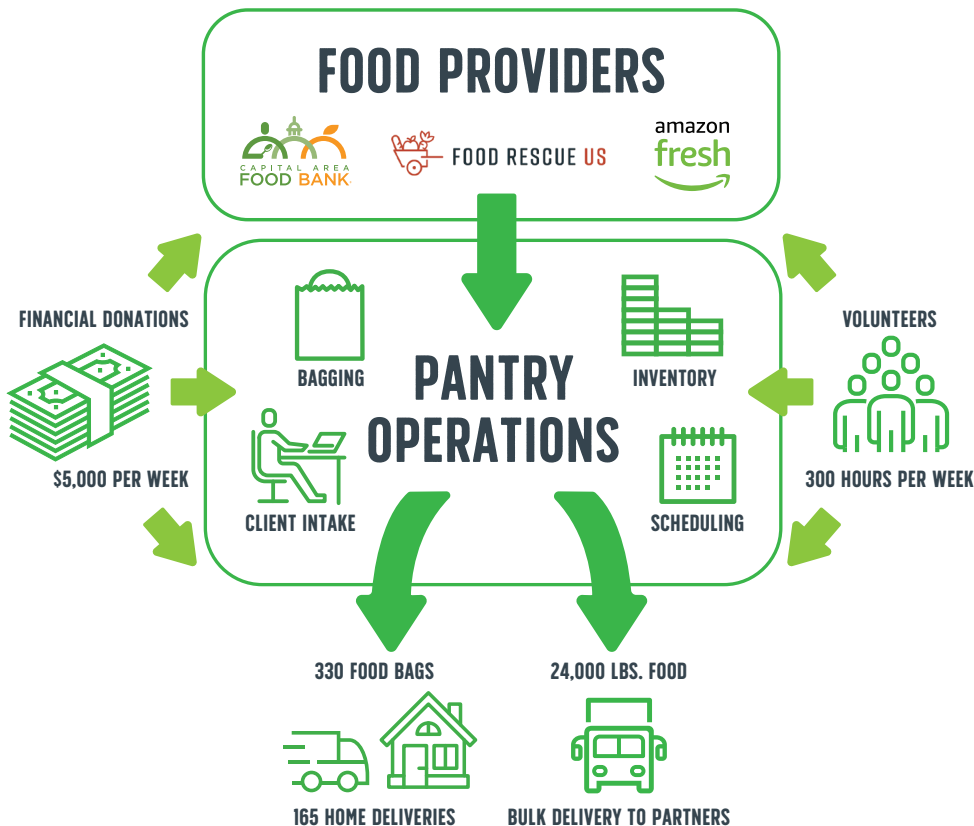 FOOD PROVIDERS
CAPITAL AREA
FOOD BANK
FOOD RESCUE US
amazon
fresh
FINANCIAL DONATIONS
$5,000 PER WEEK
VOLUNTEERS
300 HOURS PER WEEK
BAGGING
INVENTORY
PANTRY
OPERATIONS
CLIENT INTAKE
SCHEDULING
330 FOOD BAGS
165 HOME DELIVERIES
24,000 LBS. FOOD
BULK DELIVERY TO PARTNERS